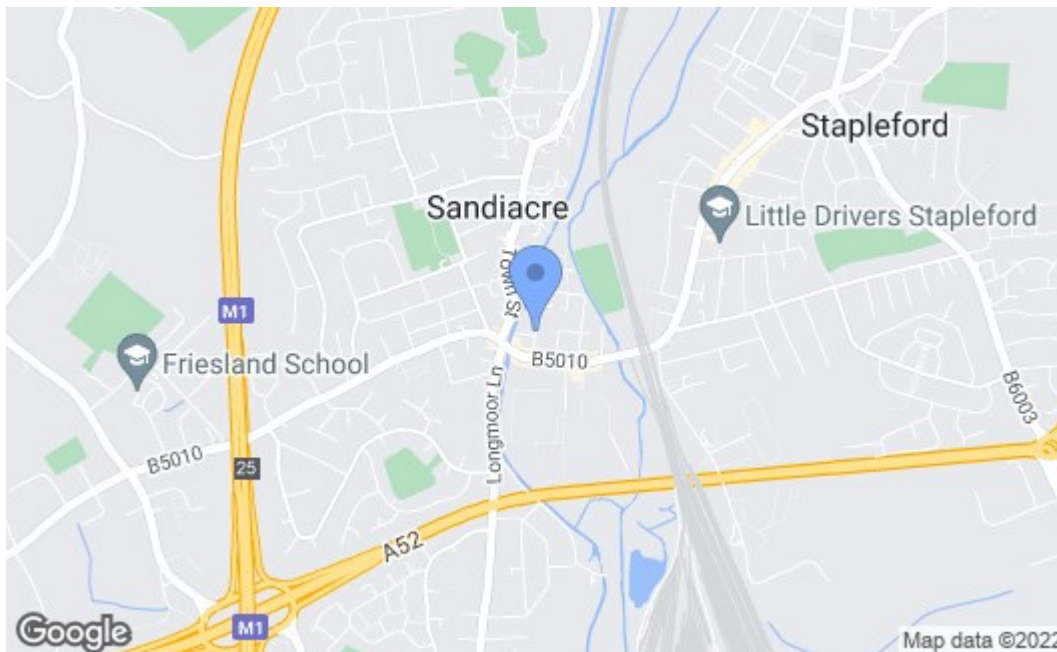 Stapleford
Sandiacre
Little Drivers Stapleford
Town St
M1
B5010
Friesland School
B6003
Longmoor Ln
B5010
25
A52
M1
Google
Map data ©2022